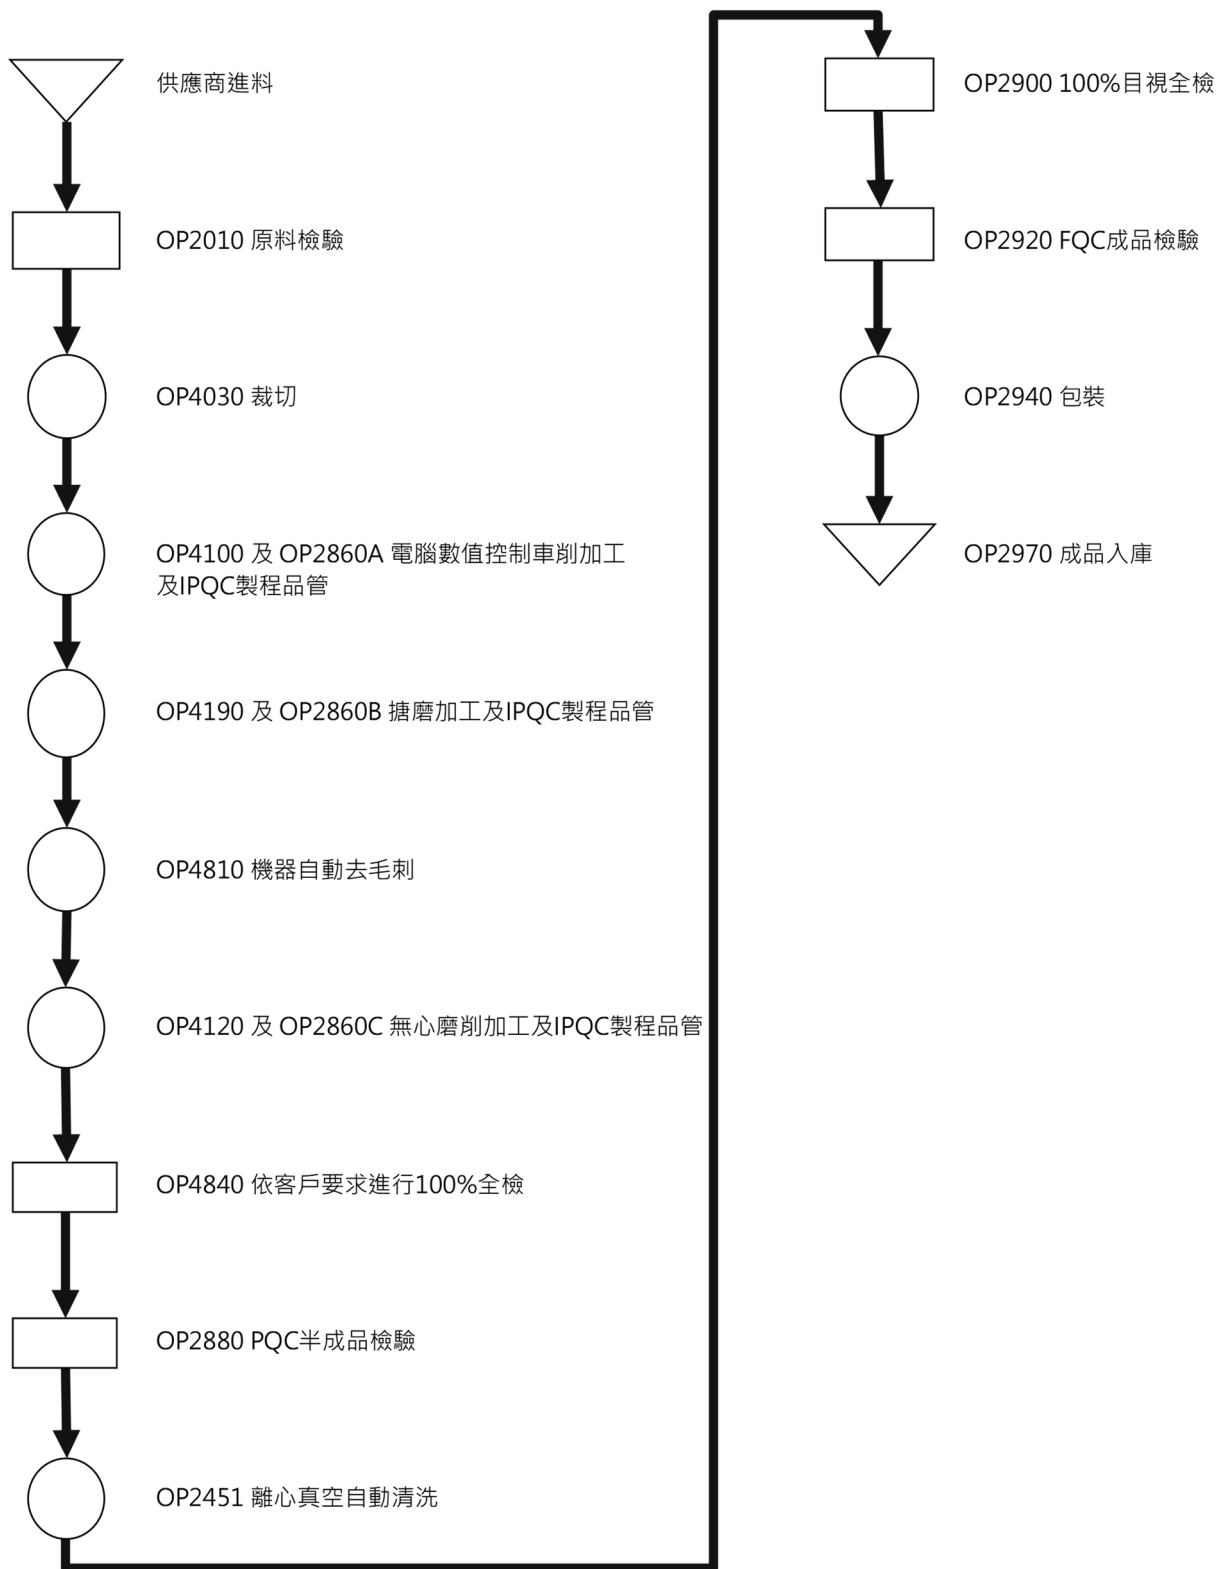 供應商進料
OP2010 原料檢驗
OP4030 裁切
OP4100 及 OP2860A 電腦數值控制車削加工
及IPQC製程品管
OP4190 及 OP2860B 搪磨加工及IPQC製程品管
OP4810 機器自動去毛刺
OP4120 及 OP2860C 無心磨削加工及IPQC製程品管
OP4840 依客戶要求進行100%全檢
OP2880 PQC半成品檢驗
OP2451 離心真空自動清洗
OP2900 100%目視全檢
OP2920 FQC成品檢驗
OP2940 包裝
OP2970 成品入庫